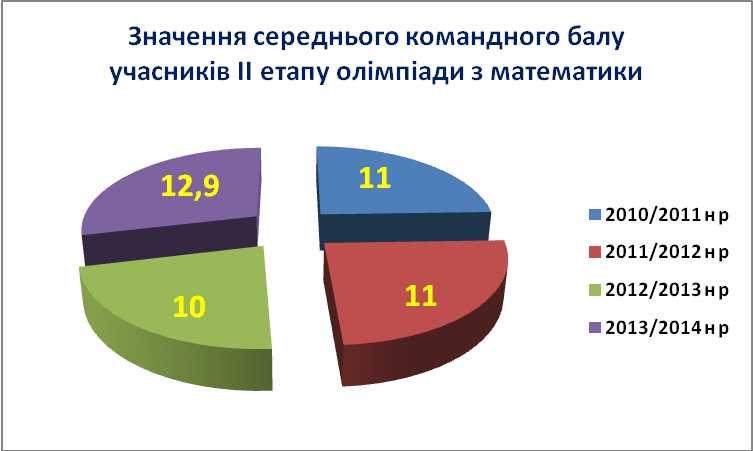 Значення середнього командного балу
учасників ІІ етапу олімпіади з математики
12,9
11
10
11
2010/2011 н р
2011/2012 н р
2012/2013 н р
2013/2014 н р